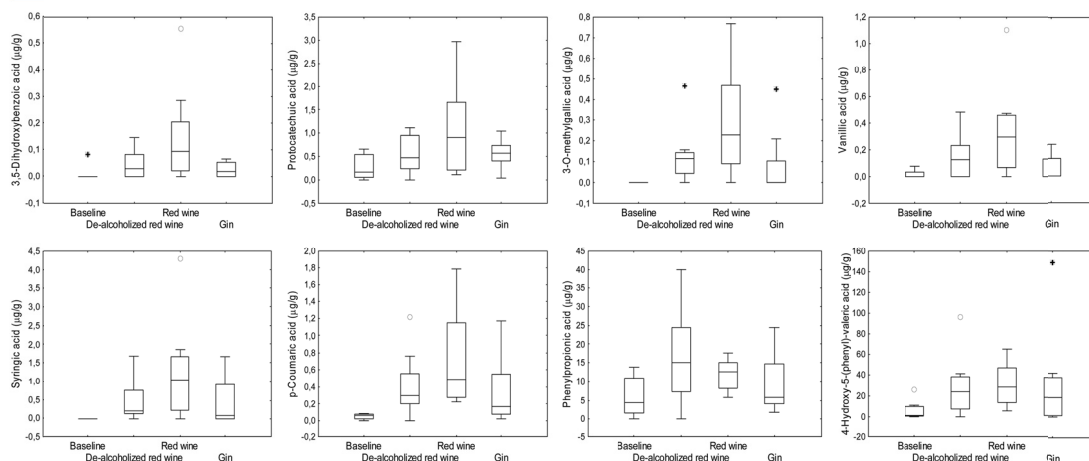 3,5-Dihydroxybenzoic acid (µg/g)
0,6
0,5
0,4
0,3
0,2
0,1
0,0
0,1
Baseline
Red wine
De-alcoholized red wine
Gin
Protocatechuic acid (µg/g)
3,5
3,0
2,5
2,0
1,5
1,0
0,5
0,0
0,5
Baseline
Red wine
De-alcoholized red wine
Gin
3-O-methylgallic acid (µg/g)
0,8
0,7
0,6
0,5
0,4
0,3
0,2
0,1
0,0
0,1
Baseline
Red wine
De-alcoholized red wine
Gin
Vanillic acid (µg/g)
1,2
1,0
0,8
0,6
0,4
0,2
0,0
0,2
Baseline
Red wine
De-alcoholized red wine
Gin
Syringic acid (µg/g)
4,5
4,0
3,5
3,0
2,5
2,0
1,5
1,0
0,5
0,0
0,5
Baseline
Red wine
De-alcoholized red wine
Gin
p-Coumaric acid (µg/g)
2,0
1,8
1,6
1,4
1,2
1,0
0,8
0,6
0,4
0,2
0,0
0,2
Baseline
Red wine
De-alcoholized red wine
Gin
Phenylpropionic acid (µg/g)
45
40
35
30
25
20
15
10
5
0
5
Baseline
Red wine
De-alcoholized red wine
Gin
4-Hydroxy-5-(phenyl)-valeric acid (µg/g)
160
140
120
100
80
60
40
20
0
-20
Baseline
Red wine
De-alcoholized red wine
Gin